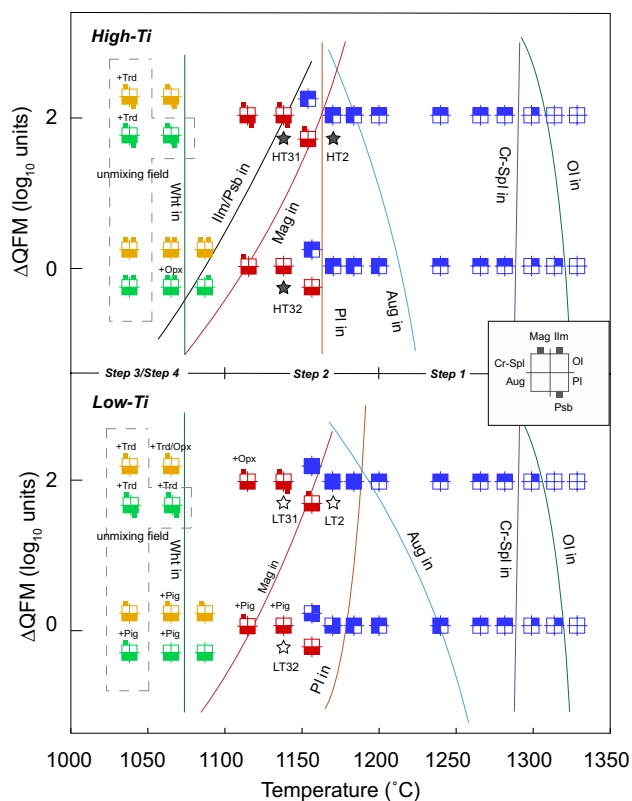 High-Ti
+Trd
+Trd
2
HT31
HT2
unmixing field
Wht in
Ilm/Psb in
Mag in
Pl in
Aug in
Cr-Spl in
Ol in
ΔQFM (log10 units)
+Opx
0
HT32
Mag Ilm
Cr-Spl
Ol
Aug
Pl
Psb
Step 3/Step 4
Step 2
Step 1
Low-Ti
+Trd
+Trd/Opx
+Opx
2
+Trd
+Trd
LT31
LT2
unmixing field
Wht in
Mag in
Pl in
Aug in
Cr-Spl in
Ol in
ΔQFM (log10 units)
+Pig
+Pig
+Pig
0
+Pig
+Pig
LT32
1000
1050
1100
1150
1200
1250
1300
1350
Temperature (˚C)